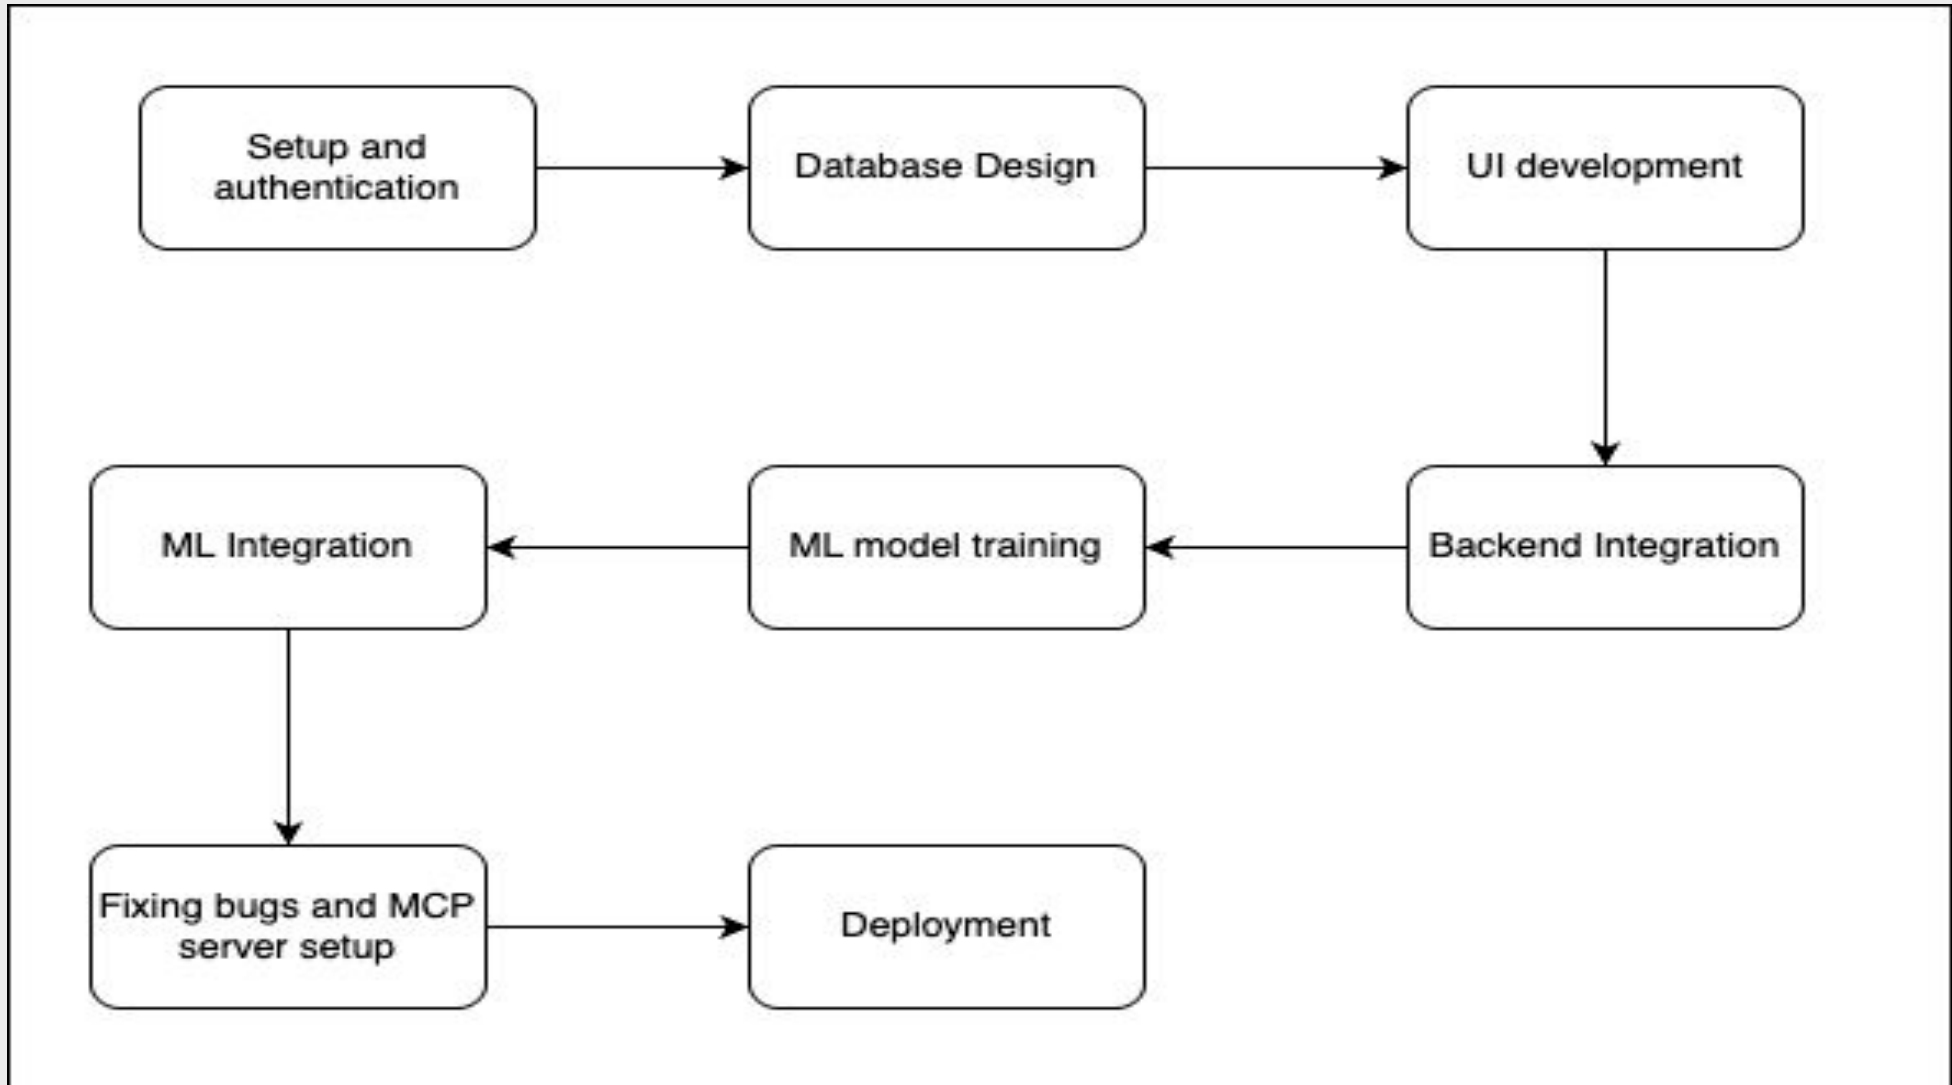 Setup and
authentication
Database Design
UI development
Backend Integration
ML model training
ML Integration
Fixing bugs and MCP
server setup
Deployment